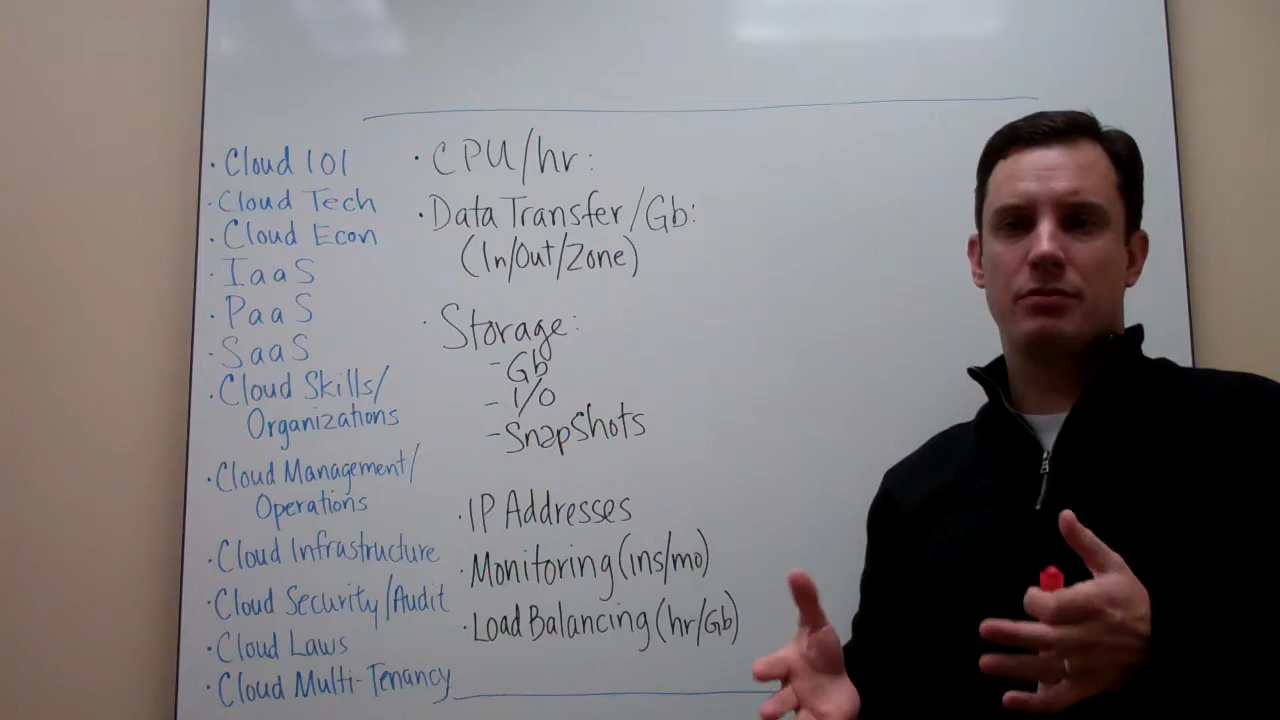 · Cloud 101
· Cloud Tech
· Cloud Econ
· IaaS
· PaaS
· SaaS
· Cloud Skills/
Organizations
· Cloud Management/
Operations
· Cloud Infrastructure
· Cloud Security/Audit
· Cloud Laws
· Cloud Multi-Tenancy
· CPU/hr:
· Data Transfer/Gb:
(In/Out/Zone)
· Storage:
- Gb
- I/O
- Snapshots
· IP Addresses
· Monitoring (ins/mo)
· Load Balancing (hr/Gb)